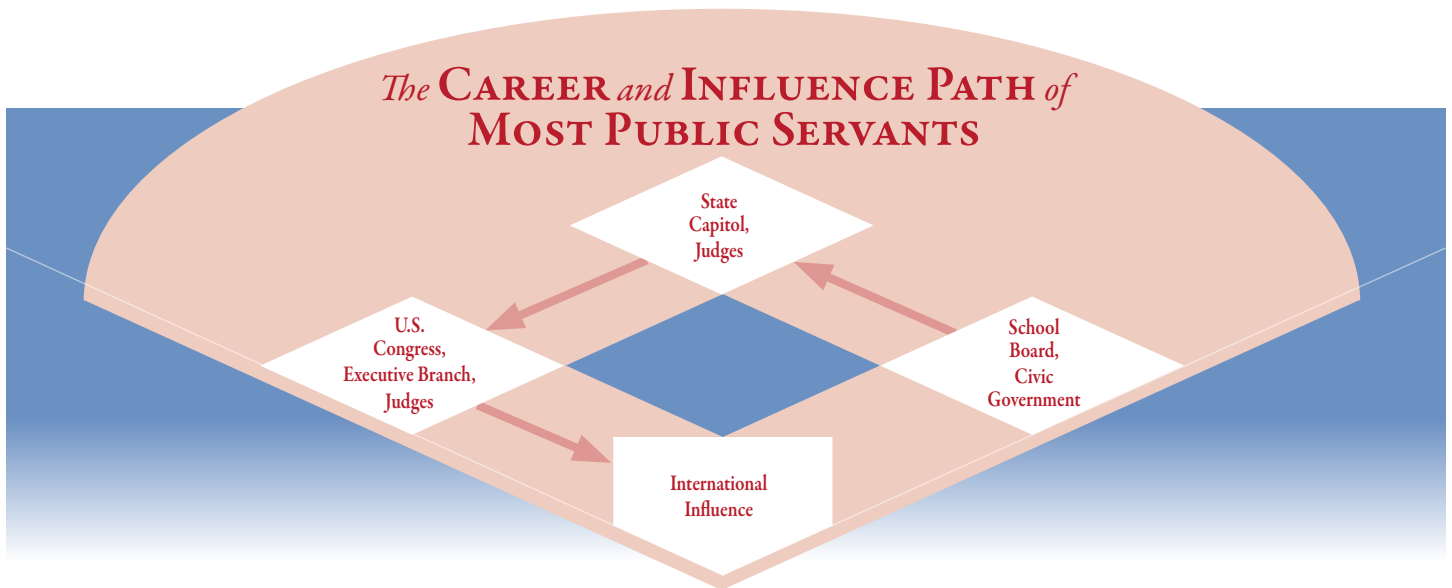 The Career and Influence Path of
Most Public Servants
State
Capitol,
Judges
U.S.
Congress,
Executive Branch,
Judges
School
Board,
Civic
Government
International
Influence